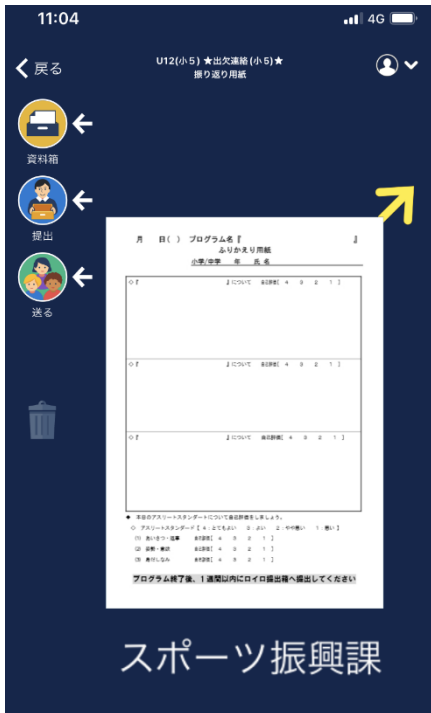 11:04 4G
戻る
U12(小5) ★出欠連絡(小5)★
振り返り用紙
資料箱
提出
送る
月 日( ) プログラム名『 』
ふりかえり用紙
小学/中学 年 氏名
◇『 』について 自己評価[ 4 3 2 1 ]
◇『 』について 自己評価[ 4 3 2 1 ]
◇『 』について 自己評価[ 4 3 2 1 ]
◆ 本日のアスリートスタンダードについて自己評価をしましょう。
◇ アスリートスタンダード【 4:とてもよい 3:よい 2:やや悪い 1:悪い 】
(1) あいさつ・返事 自己評価[ 4 3 2 1 ]
(2) 姿勢・態度 自己評価[ 4 3 2 1 ]
(3) 身だしなみ 自己評価[ 4 3 2 1 ]
プログラム終了後、1週間以内にロイロ提出箱へ提出してください
スポーツ振興課